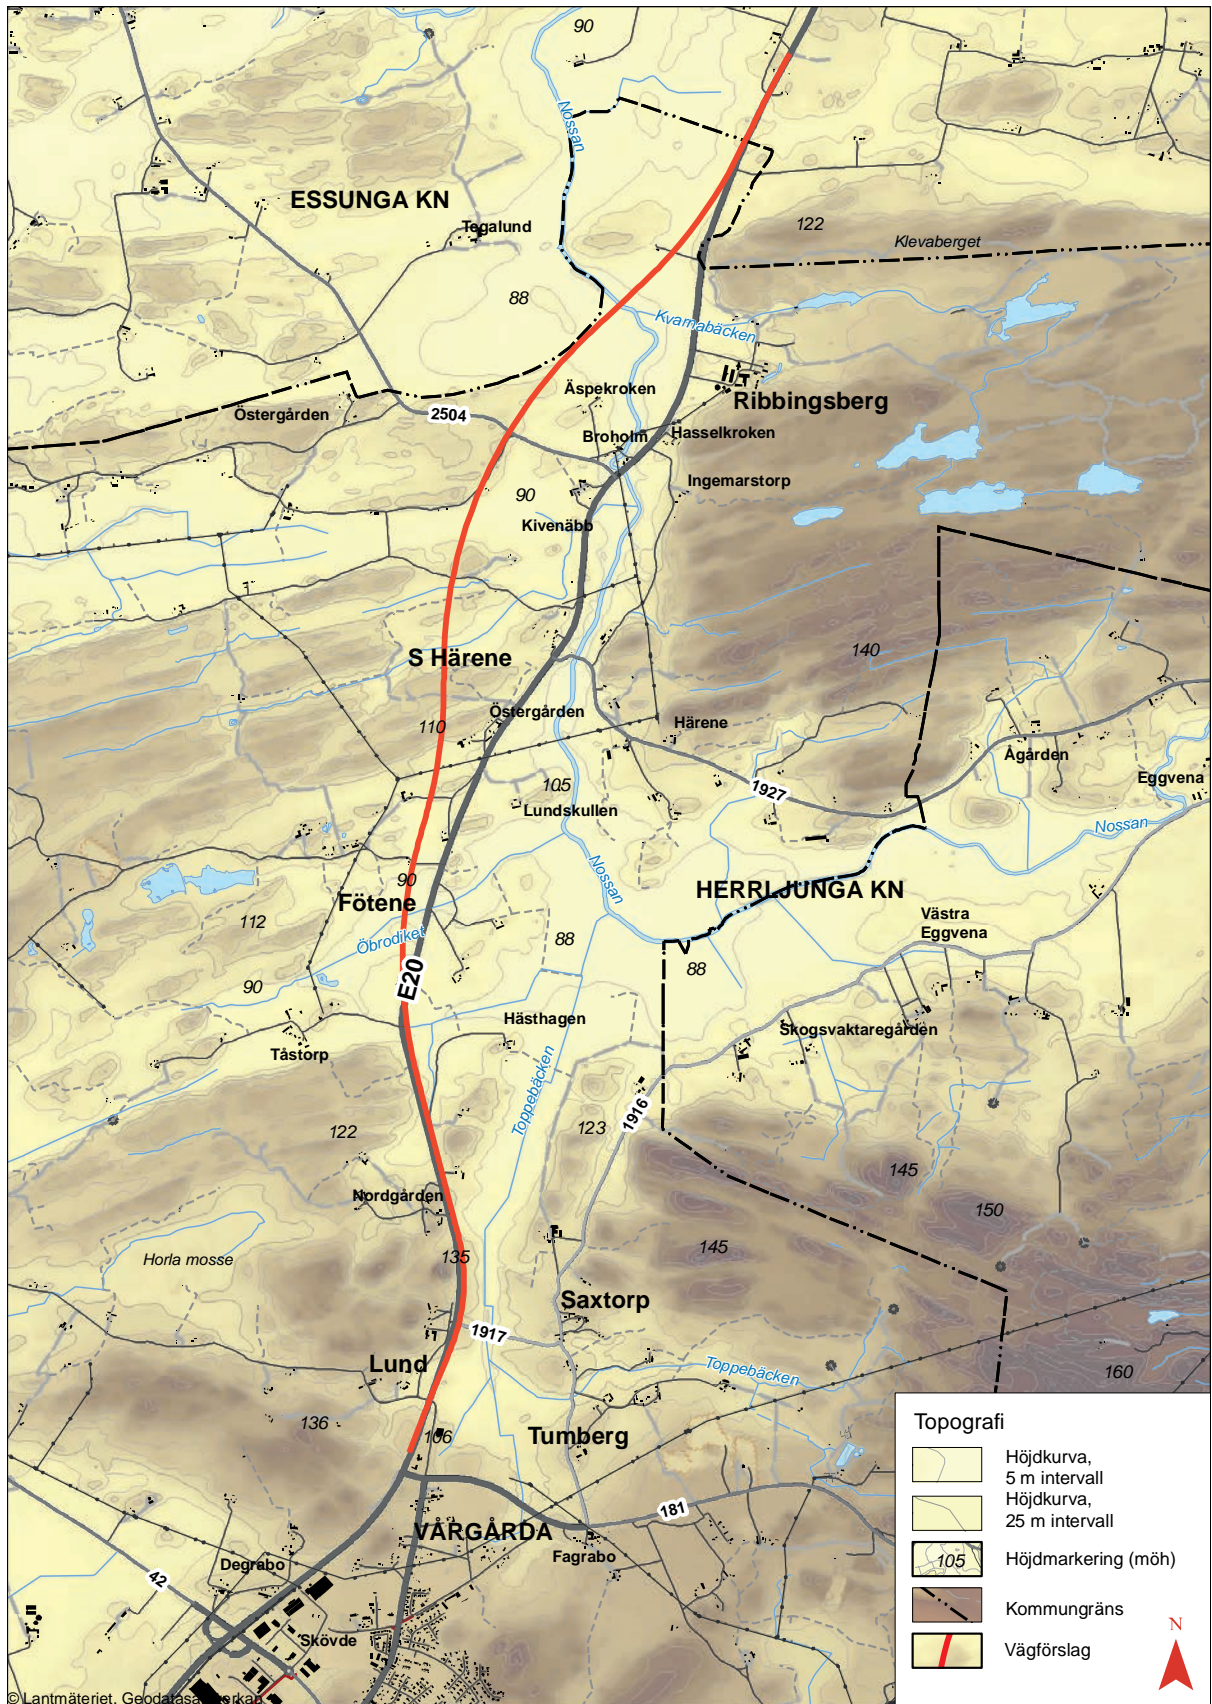 90
Nossan
ESSUNGA KN
Tegalund
122
Klevaberget
88
Kvarnabäcken
Äspekroken
Ribbingsberg
Östergården
2504
Broholm
Hasselkroken
Ingemarstorp
90
Kivenäbb
140
S Härene
Östergården
110
Härene
Ågården
Eggvena
105
1927
Lundskullen
Nossan
Nossan
90
HERRLJUNGA KN
Fötene
112
Västra
Eggvena
Öbrodiket
88
88
E20
90
Hästhagen
Skogsvaktaregården
Tåstorp
Toppebäcken
1916
123
122
145
Nordgården
150
135
145
Horla mosse
Saxtorp
1917
Lund
Toppebäcken
160
136
106
Tumberg
181
VÅRGÅRDA
Fagrabo
Degrabo
42
Skövde
Topografi
Höjdkurva,
5 m intervall
Höjdkurva,
25 m intervall
105
Höjdmarkering (möh)
Kommungräns
Vägförslag
N
© Lantmäteriet, Geodatasamverkan